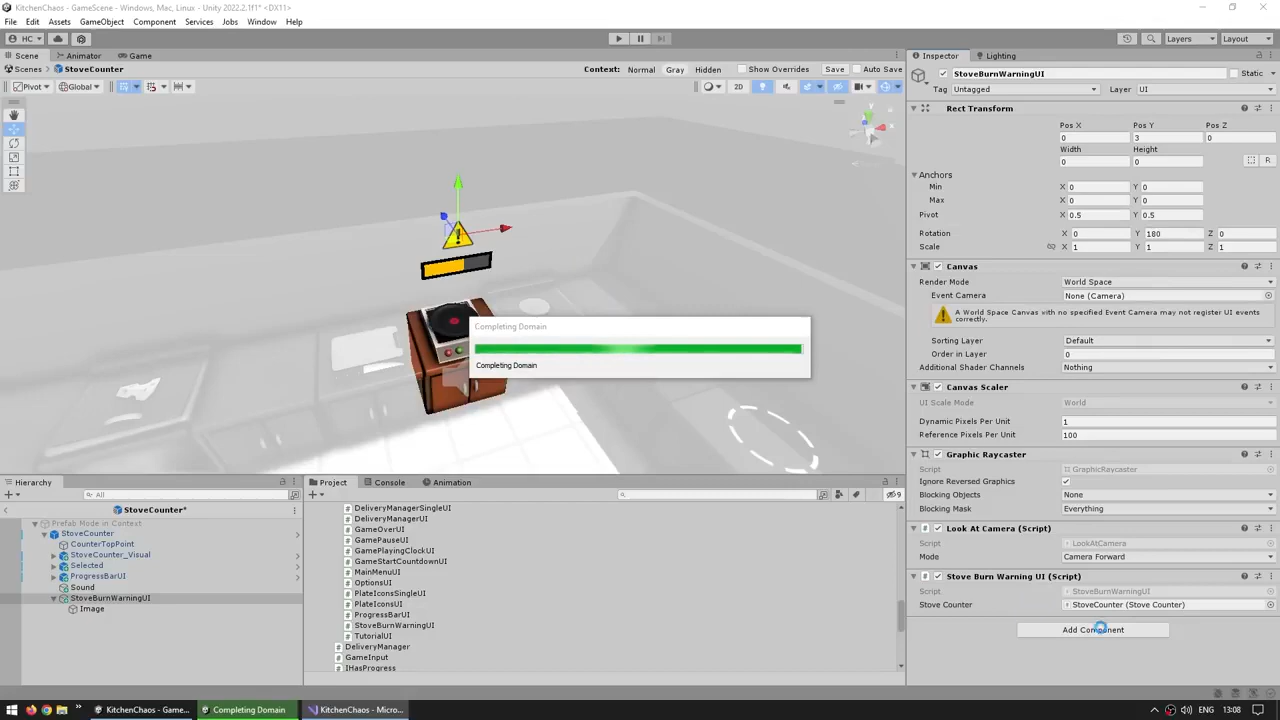 KitchenChaos - GameScene - Windows, Mac, Linux - Unity 2022.2.1f1* <DX11>
File Edit Assets GameObject Component Services Jobs Window Help
HC Layers Layout
Scene Animator Game
Scenes StoveCounter Context: Normal Gray Hidden Show Overrides Save Auto Save
Pivot Global 2D
Completing Domain
Completing Domain
Hierarchy
All
StoveCounter*
Prefab Mode in Context
StoveCounter
CounterTopPoint
StoveCounter_Visual
Selected
ProgressBarUI
Sound
StoveBurnWarningUI
Image
Project Console Animation
9
DeliveryManagerSingleUI
DeliveryManagerUI
GameOverUI
GamePauseUI
GamePlayingClockUI
GameStartCountdownUI
MainMenuUI
OptionsUI
PlateIconsSingleUI
PlateIconsUI
ProgressBarUI
StoveBurnWarningUI
TutorialUI
DeliveryManager
GameInput
IHasProgress
Inspector Lighting
StoveBurnWarningUI Static
Tag Untagged Layer UI
Rect Transform
Pos X Pos Y Pos Z
0 3 0
Width Height
0 0
R
Anchors
Min X 0 Y 0
Max X 0 Y 0
Pivot X 0.5 Y 0.5
Rotation X 0 Y 180 Z 0
Scale X 1 Y 1 Z 1
Canvas
Render Mode World Space
Event Camera None (Camera)
A World Space Canvas with no specified Event Camera may not register UI events
correctly.
Sorting Layer Default
Order in Layer 0
Additional Shader Channels Nothing
Canvas Scaler
UI Scale Mode World
Dynamic Pixels Per Unit 1
Reference Pixels Per Unit 100
Graphic Raycaster
Script GraphicRaycaster
Ignore Reversed Graphics
Blocking Objects None
Blocking Mask Everything
Look At Camera (Script)
Script LookAtCamera
Mode Camera Forward
Stove Burn Warning UI (Script)
Script StoveBurnWarningUI
Stove Counter StoveCounter (Stove Counter)
Add Component
KitchenChaos - Game... Completing Domain KitchenChaos - Micro... ENG 13:08